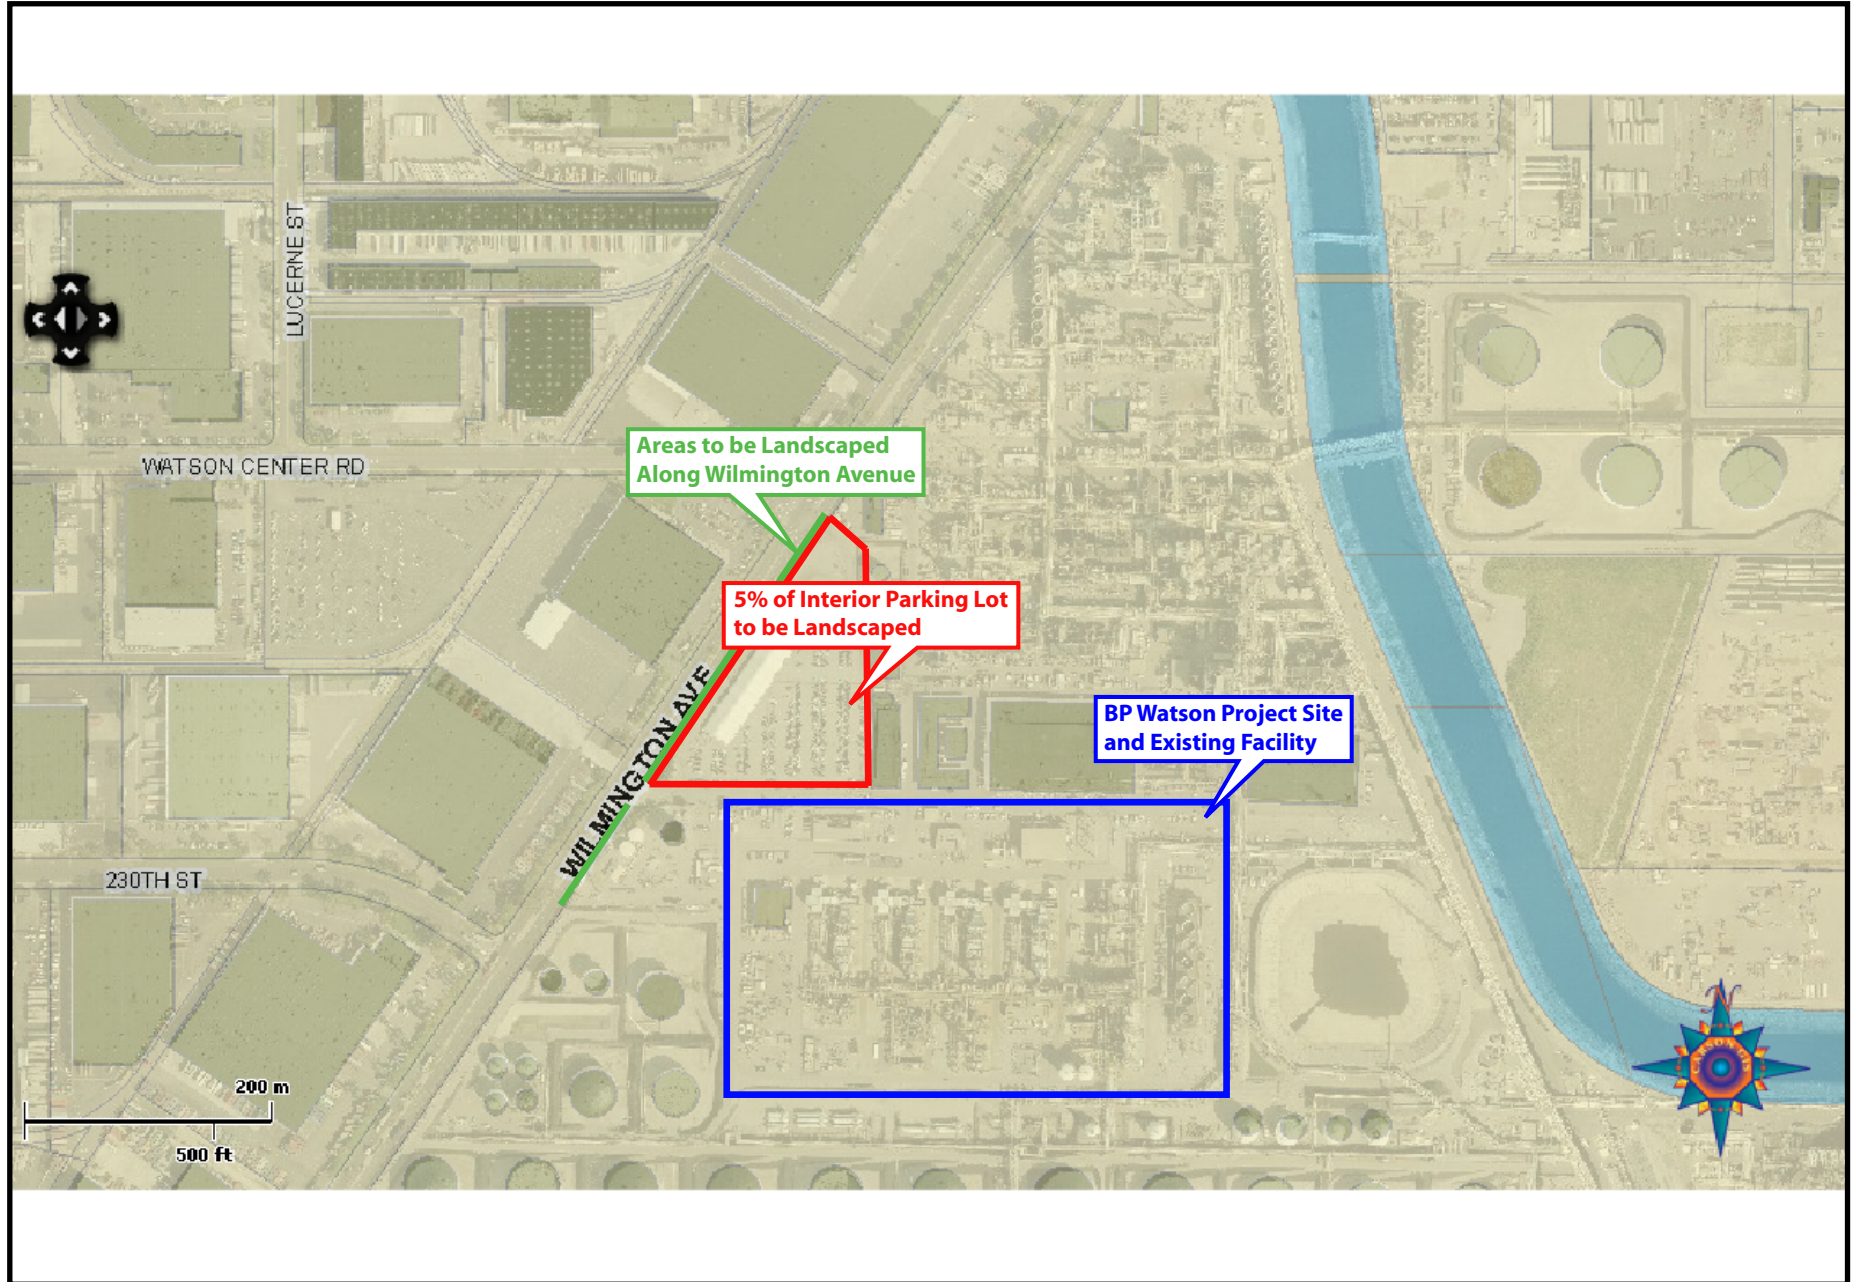 LUCERNE ST
Areas to be Landscaped
Along Wilmington Avenue
WATSON CENTER RD
5% of Interior Parking Lot
to be Landscaped
WILMINGTON AVE
BP Watson Project Site
and Existing Facility
230TH ST
N
200 m
500 ft